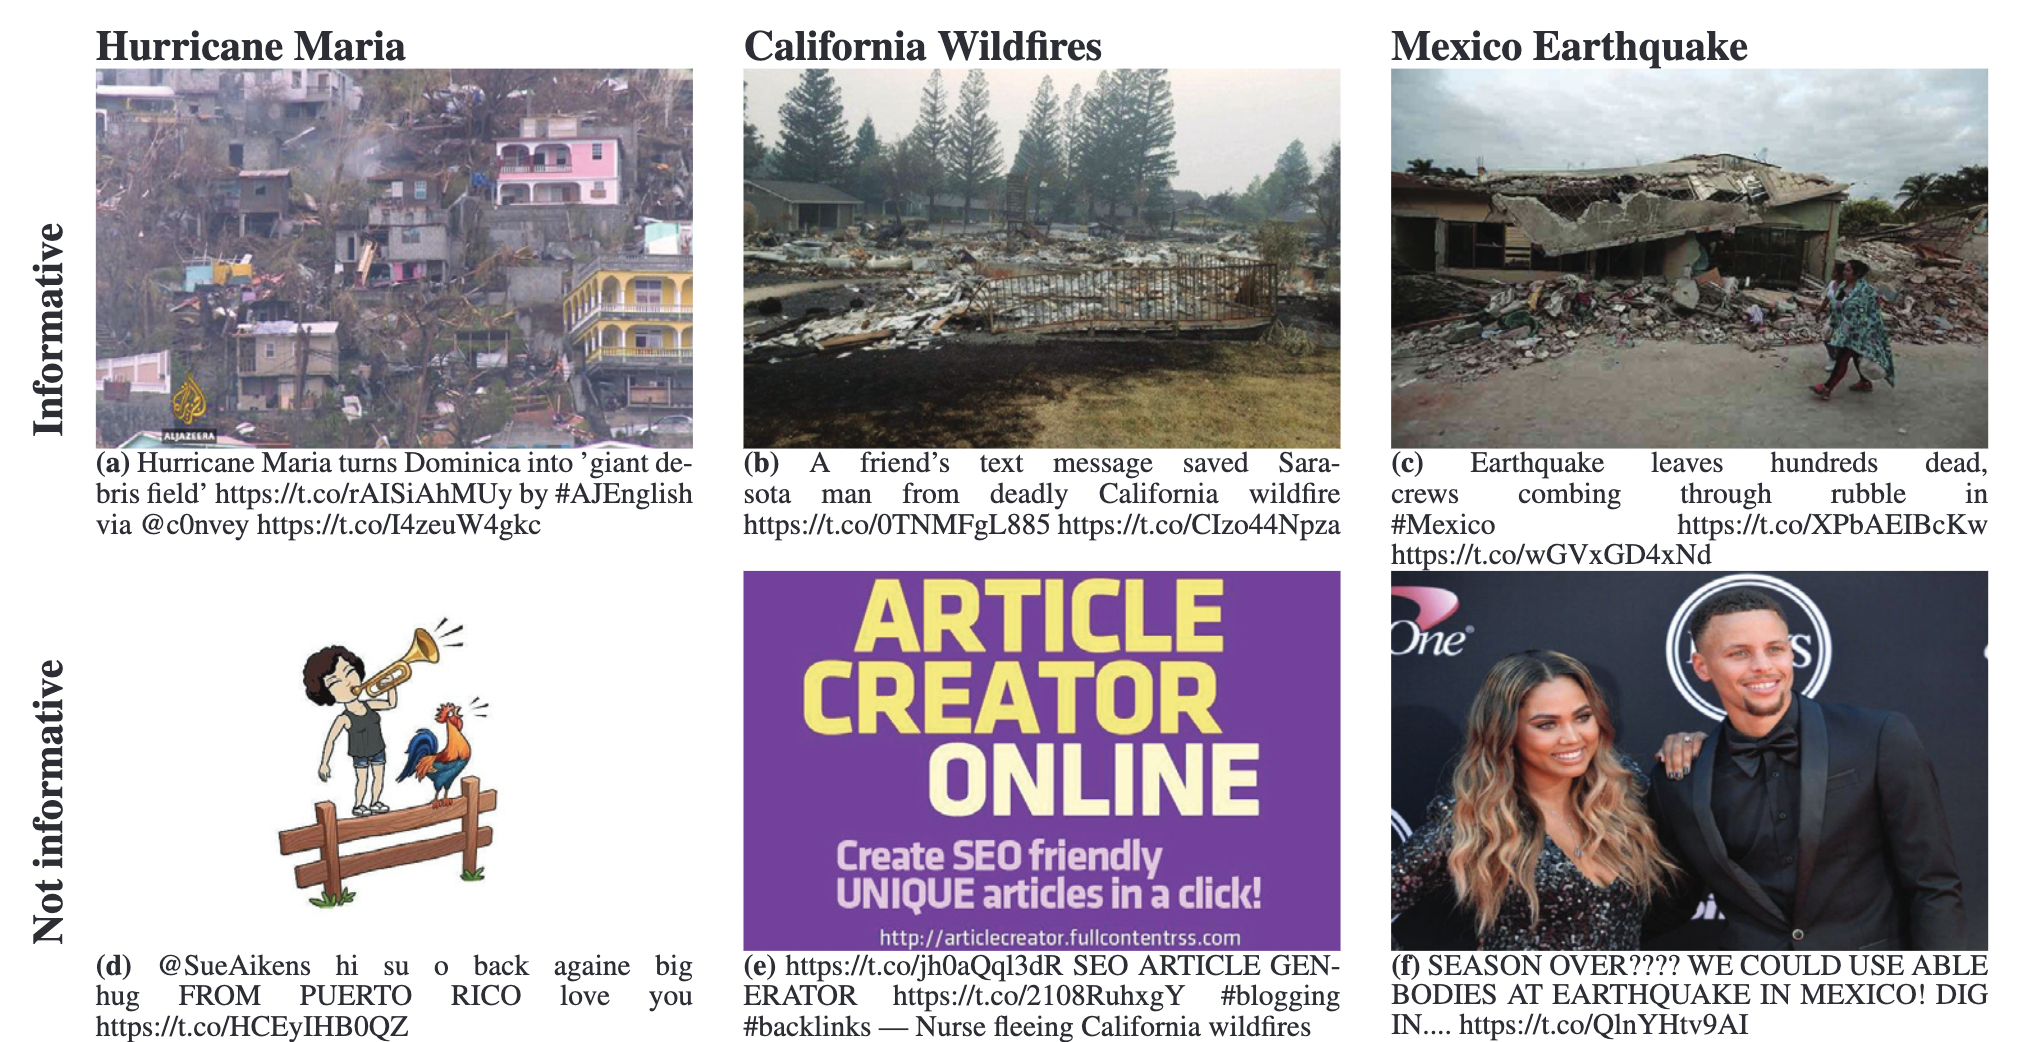 Hurricane Maria
California Wildfires
Mexico Earthquake
Informative
ALJAZEERA
(a) Hurricane Maria turns Dominica into ’giant de-
bris field’ https://t.co/rAISiAhMUy by #AJEnglish
via @c0nvey https://t.co/I4zeuW4gkc
(b) A friend’s text message saved Sara-
sota man from deadly California wildfire
https://t.co/0TNMFgL885 https://t.co/CIzo44Npza
(c) Earthquake leaves hundreds dead,
crews combing through rubble in
#Mexico https://t.co/XPbAEIBcKw
https://t.co/wGVxGD4xNd
Not informative
ARTICLE
CREATOR
ONLINE
Create SEO friendly
UNIQUE articles in a click!
http://articlecreator.fullcontentrss.com
One®
(d) @SueAikens hi su o back againe big
hug FROM PUERTO RICO love you
https://t.co/HCEyIHB0QZ
(e) https://t.co/jh0aQql3dR SEO ARTICLE GEN-
ERATOR https://t.co/2108RuhxgY #blogging
#backlinks — Nurse fleeing California wildfires
(f) SEASON OVER???? WE COULD USE ABLE
BODIES AT EARTHQUAKE IN MEXICO! DIG
IN.... https://t.co/QlnYHtv9AI